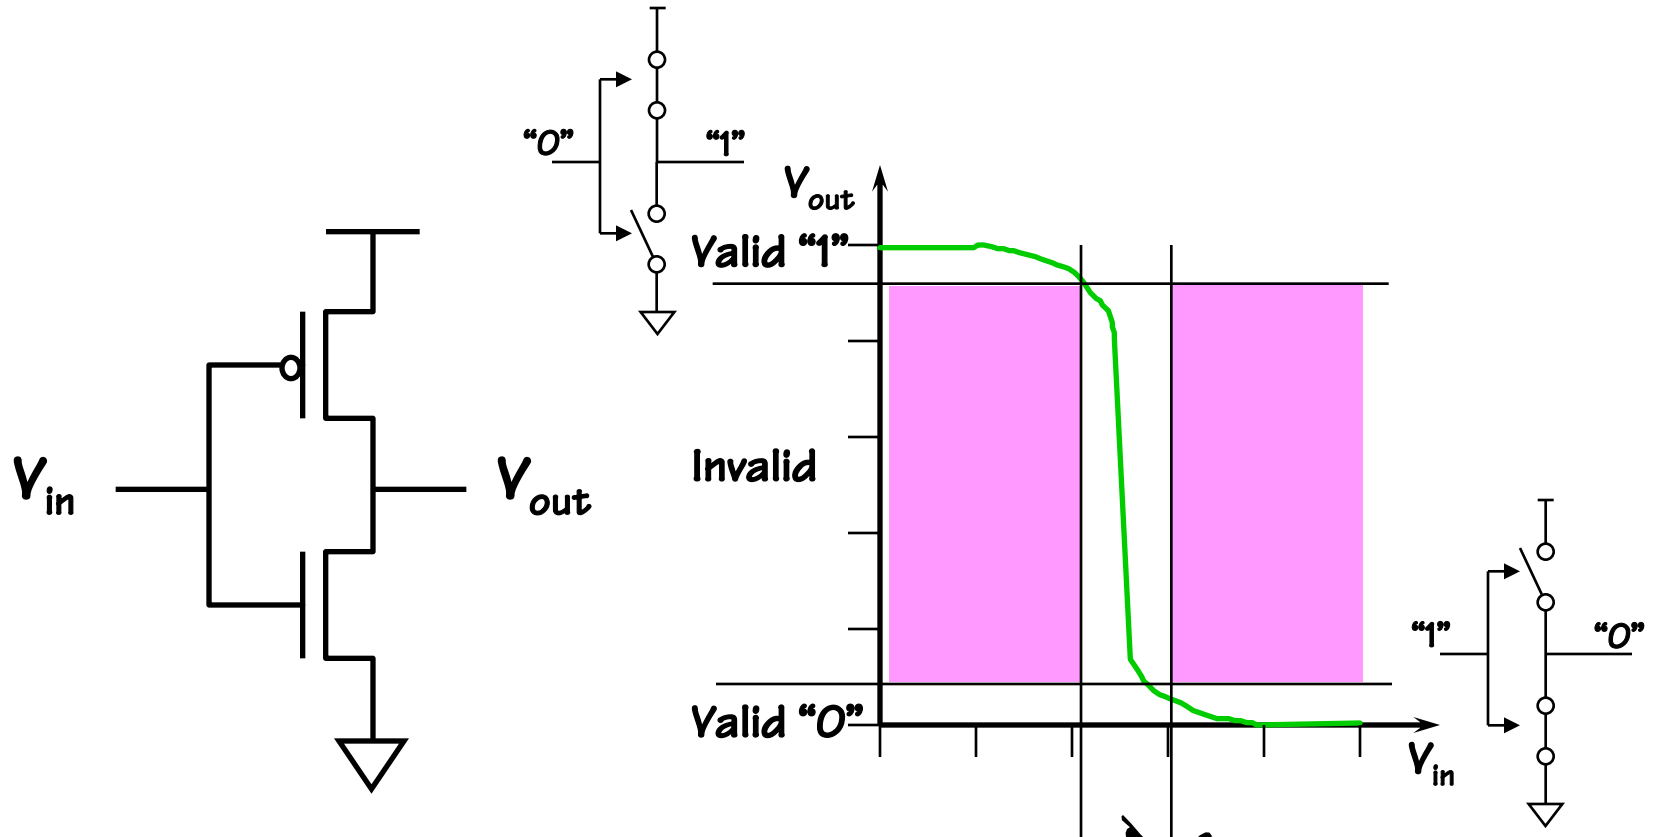 “0”
“1”
Vout
Valid “1”
Vin
Vout
Invalid
“1”
“0”
Valid “0”
Vin